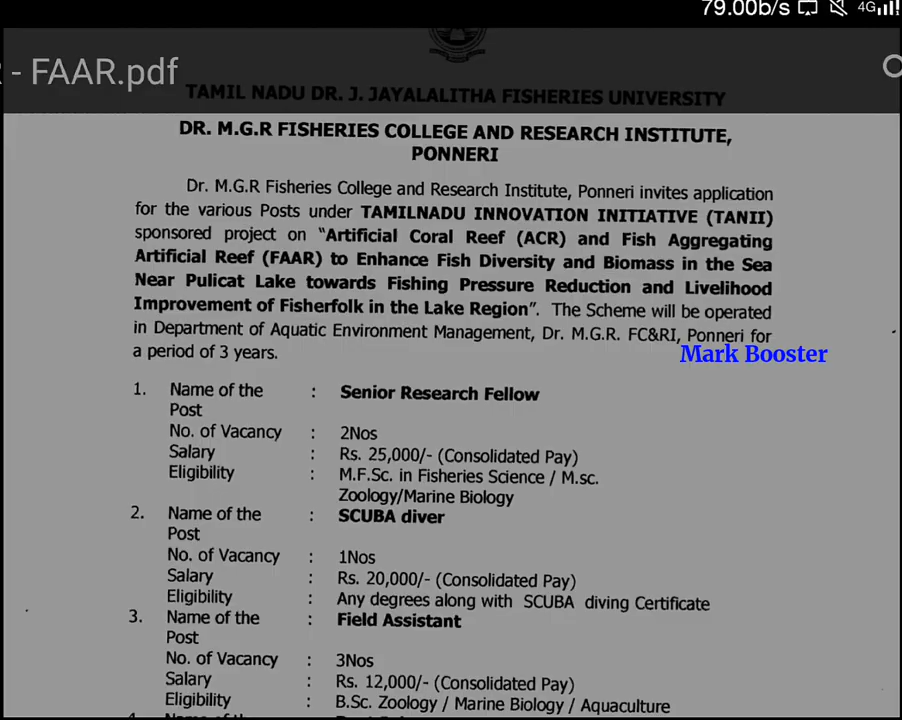 79.00b/s 4G
- FAAR.pdf
TAMIL NADU DR. J. JAYALALITHA FISHERIES UNIVERSITY
DR. M.G.R FISHERIES COLLEGE AND RESEARCH INSTITUTE,
PONNERI
Dr. M.G.R Fisheries College and Research Institute, Ponneri invites application
for the various Posts under TAMILNADU INNOVATION INITIATIVE (TANII)
sponsored project on "Artificial Coral Reef (ACR) and Fish Aggregating
Artificial Reef (FAAR) to Enhance Fish Diversity and Biomass in the Sea
Near Pulicat Lake towards Fishing Pressure Reduction and Livelihood
Improvement of Fisherfolk in the Lake Region". The Scheme will be operated
in Department of Aquatic Environment Management, Dr. M.G.R. FC&RI, Ponneri for
a period of 3 years.
Mark Booster
1. Name of the : Senior Research Fellow
Post
No. of Vacancy : 2Nos
Salary : Rs. 25,000/- (Consolidated Pay)
Eligibility : M.F.Sc. in Fisheries Science / M.sc.
Zoology/Marine Biology
2. Name of the : SCUBA diver
Post
No. of Vacancy : 1Nos
Salary : Rs. 20,000/- (Consolidated Pay)
Eligibility : Any degrees along with SCUBA diving Certificate
3. Name of the : Field Assistant
Post
No. of Vacancy : 3Nos
Salary : Rs. 12,000/- (Consolidated Pay)
Eligibility : B.Sc. Zoology / Marine Biology / Aquaculture